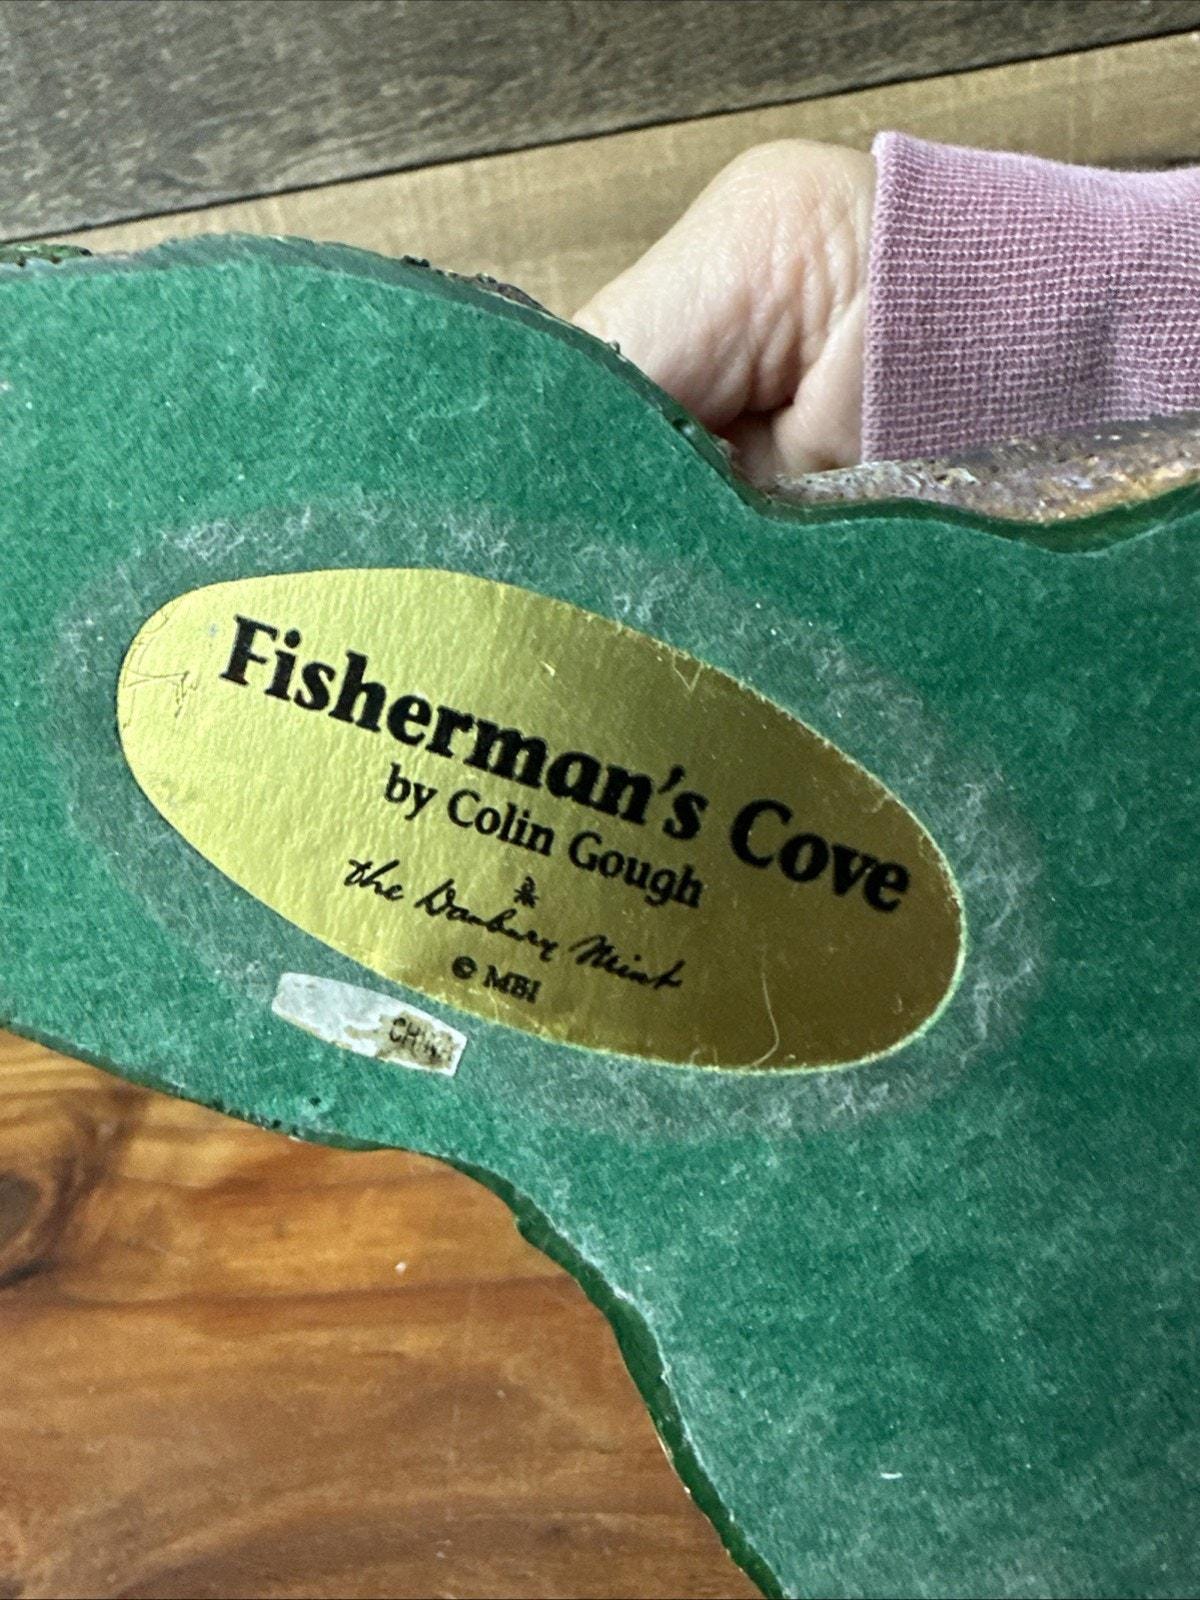 Fisherman's Cove
by Colin Gough
the Danbury Mint
© MBI
CHINA